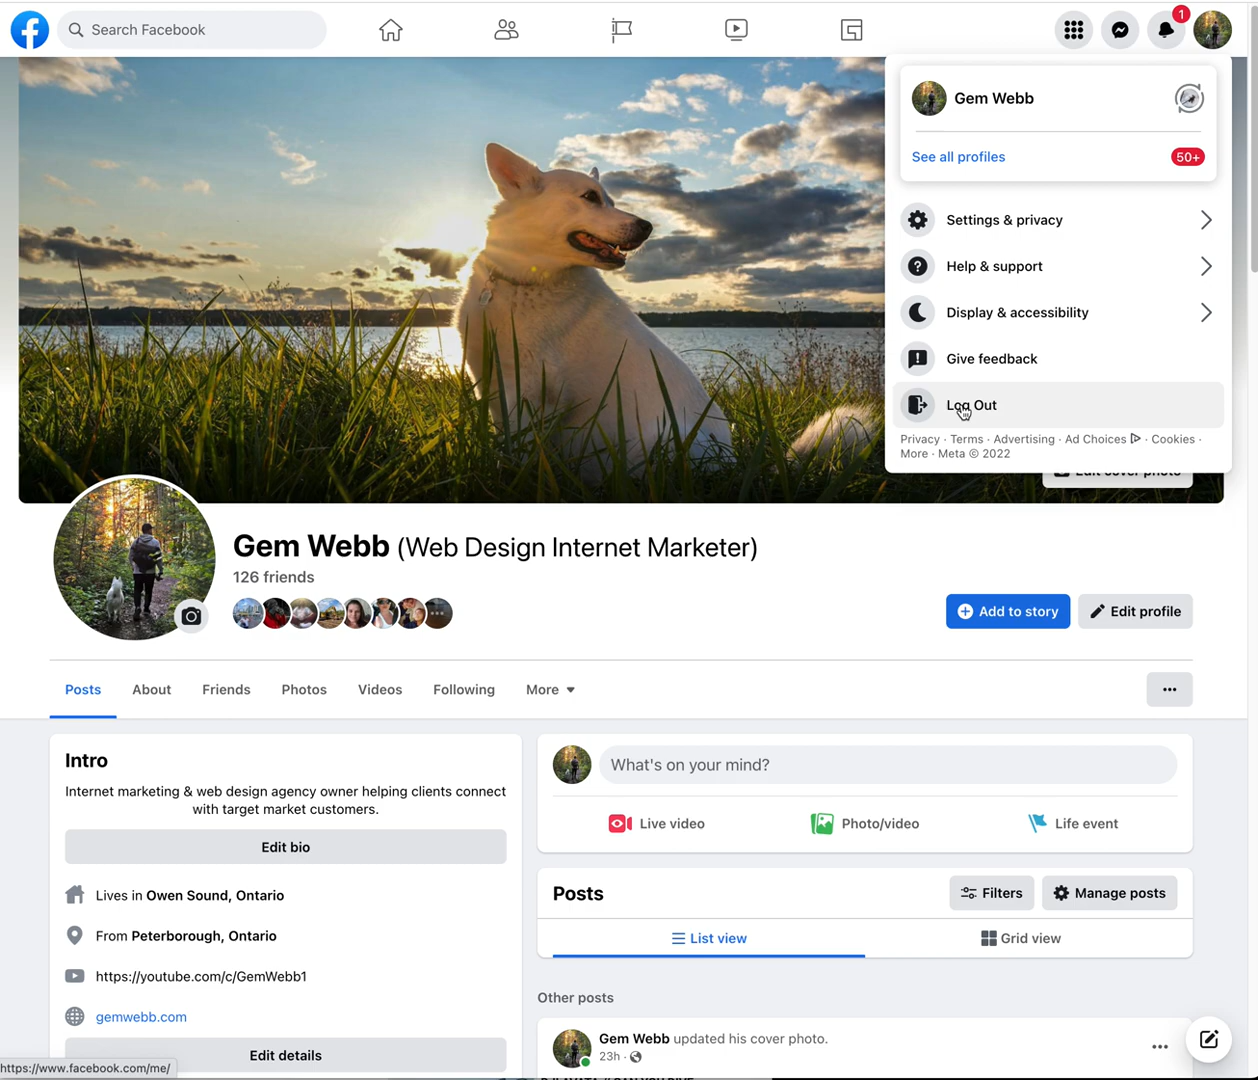 Search Facebook
1
Gem Webb
See all profiles
50+
Settings & privacy
Help & support
Display & accessibility
Give feedback
Log Out
Privacy · Terms · Advertising · Ad Choices · Cookies ·
More · Meta © 2022
Edit cover photo
Gem Webb (Web Design Internet Marketer)
126 friends
Add to story
Edit profile
Posts
About
Friends
Photos
Videos
Following
More
Intro
Internet marketing & web design agency owner helping clients connect
with target market customers.
Edit bio
Lives in Owen Sound, Ontario
From Peterborough, Ontario
https://youtube.com/c/GemWebb1
gemwebb.com
Edit details
What's on your mind?
Live video
Photo/video
Life event
Posts
Filters
Manage posts
List view
Grid view
Other posts
Gem Webb updated his cover photo.
23h ·
https://www.facebook.com/me/